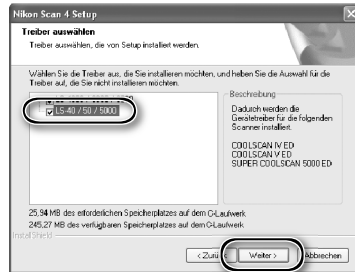 Nikon Scan 4 Setup
Treiber auswählen
Treiber auswählen, die von Setup installiert werden.
Wählen Sie die Treiber aus, die Sie installieren möchten, und heben Sie die Auswahl für die
Treiber auf, die Sie nicht installieren möchten.
LS-40 / 50 / 5000
Beschreibung
Dadurch werden die
Gerätetreiber für die folgenden
Scanner installiert.
COOLSCAN IV ED
COOLSCAN V ED
SUPER COOLSCAN 5000 ED
25,94 MB des erforderlichen Speicherplatzes auf dem C-Laufwerk
245,27 MB des verfügbaren Speicherplatzes auf dem C-Laufwerk
InstallShield
< Zurü
Weiter >
Abbrechen